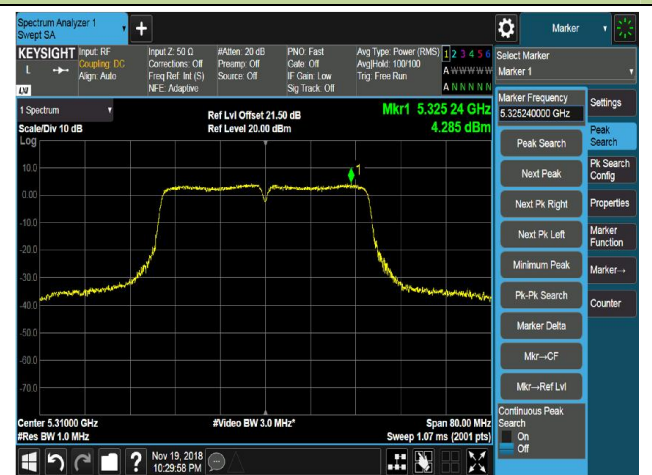 Spectrum Analyzer 1
Swept SA
Marker
KEYSIGHT
Input: RF
Coupling: DC
Align: Auto
Input Z: 50 Ω
Corrections: Off
Freq Ref: Int (S)
NFE: Adaptive
#Atten: 20 dB
Preamp: Off
Source: Off
PNO: Fast
Gate: Off
IF Gain: Low
Sig Track: Off
Avg Type: Power (RMS)
Avg|Hold: 100/100
Trig: Free Run
1 2 3 4 5 6
A W W W W W
A N N N N N
L
Select Marker
Marker 1
1 Spectrum
Scale/Div 10 dB
Log
Ref Lvl Offset 21.50 dB
Ref Level 20.00 dBm
Mkr1 5.325 24 GHz
4.285 dBm
1
10.0
0.00
-10.0
-20.0
-30.0
-40.0
-50.0
-60.0
-70.0
Center 5.31000 GHz
#Res BW 1.0 MHz
#Video BW 3.0 MHz*
Span 80.00 MHz
Sweep 1.07 ms (2001 pts)
Marker Frequency
5.325240000 GHz
Peak Search
Next Peak
Next Pk Right
Next Pk Left
Minimum Peak
Pk-Pk Search
Marker Delta
Mkr→CF
Mkr→Ref Lvl
Continuous Peak
Search
On
Off
Settings
Peak
Search
Pk Search
Config
Properties
Marker
Function
Marker→
Counter
?
Nov 19, 2018
10:29:58 PM